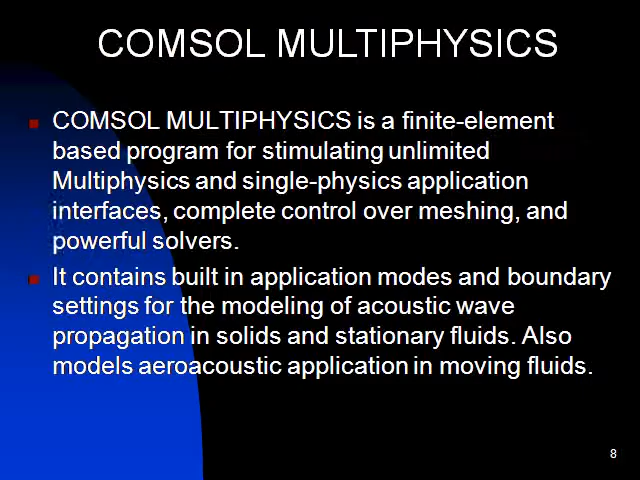 COMSOL MULTIPHYSICS
COMSOL MULTIPHYSICS is a finite-element
based program for stimulating unlimited
Multiphysics and single-physics application
interfaces, complete control over meshing, and
powerful solvers.
It contains built in application modes and boundary
settings for the modeling of acoustic wave
propagation in solids and stationary fluids. Also
models aeroacoustic application in moving fluids.
8